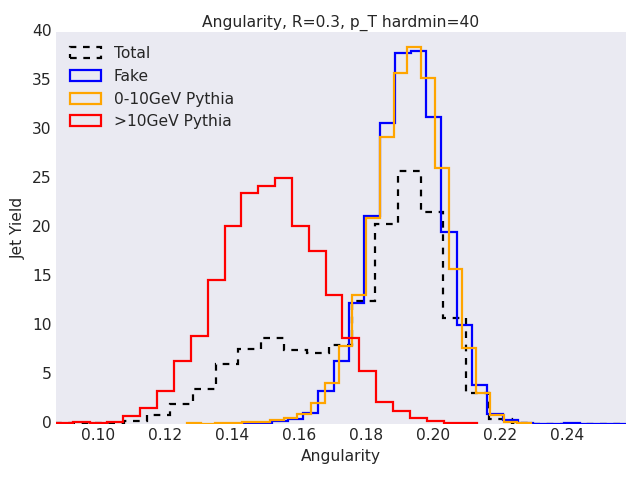 Angularity, R=0.3, p_T hardmin=40
40
35
30
25
20
15
10
5
0
Jet Yield
Total
Fake
0-10GeV Pythia
>10GeV Pythia
0.10 0.12 0.14 0.16 0.18 0.20 0.22 0.24
Angularity